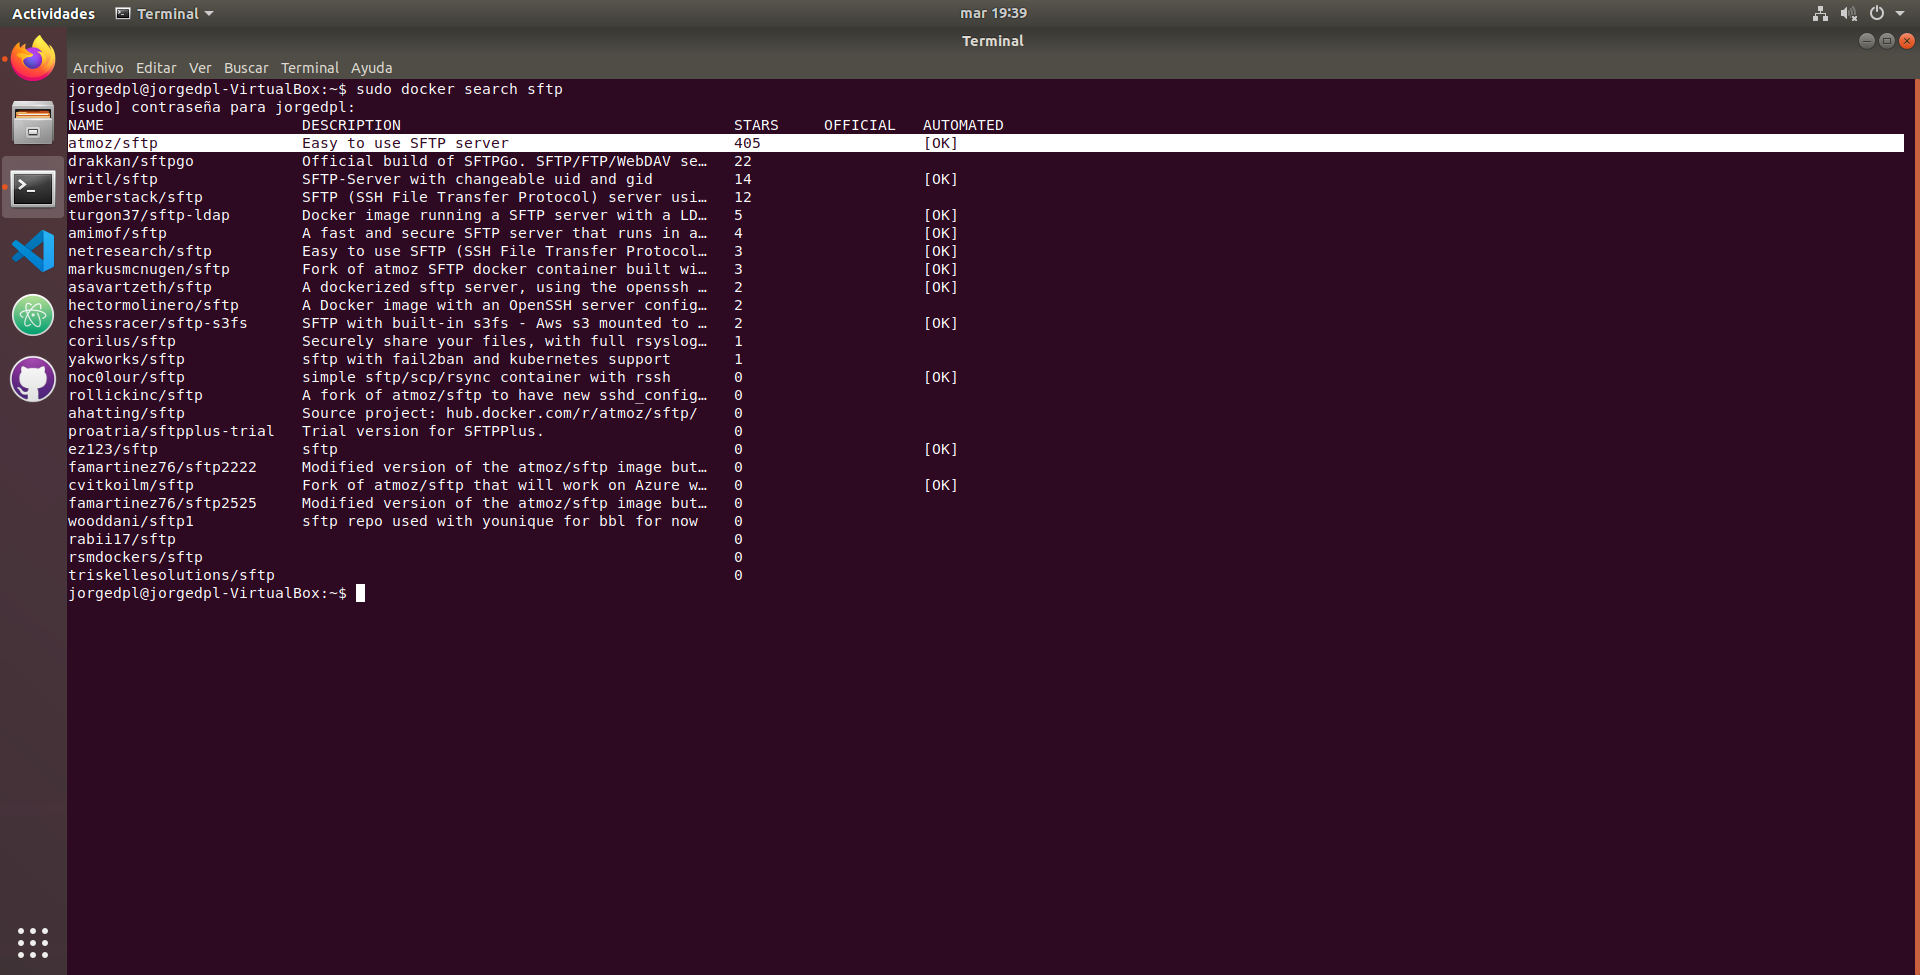 Actividades Terminal mar 19:39
Terminal
Archivo Editar Ver Buscar Terminal Ayuda
jorgedpl@jorgedpl-VirtualBox:~$ sudo docker search sftp
[sudo] contraseña para jorgedpl:
NAME DESCRIPTION STARS OFFICIAL AUTOMATED
atmoz/sftp Easy to use SFTP server 405 [OK]
drakkan/sftpgo Official build of SFTPGo. SFTP/FTP/WebDAV se… 22
writl/sftp SFTP-Server with changeable uid and gid 14 [OK]
emberstack/sftp SFTP (SSH File Transfer Protocol) server usi… 12
turgon37/sftp-ldap Docker image running a SFTP server with a LD… 5 [OK]
amimof/sftp A fast and secure SFTP server that runs in a… 4 [OK]
netresearch/sftp Easy to use SFTP (SSH File Transfer Protocol… 3 [OK]
markusmcnugen/sftp Fork of atmoz SFTP docker container built wi… 3 [OK]
asavartzeth/sftp A dockerized sftp server, using the openssh … 2 [OK]
hectormolinero/sftp A Docker image with an OpenSSH server config… 2
chessracer/sftp-s3fs SFTP with built-in s3fs - Aws s3 mounted to … 2 [OK]
corilus/sftp Securely share your files, with full rsyslog… 1
yakworks/sftp sftp with fail2ban and kubernetes support 1
noc0lour/sftp simple sftp/scp/rsync container with rssh 0 [OK]
rollickinc/sftp A fork of atmoz/sftp to have new sshd_config… 0
ahatting/sftp Source project: hub.docker.com/r/atmoz/sftp/ 0
proatria/sftpplus-trial Trial version for SFTPPlus. 0
ez123/sftp sftp 0 [OK]
famartinez76/sftp2222 Modified version of the atmoz/sftp image but… 0
cvitkoilm/sftp Fork of atmoz/sftp that will work on Azure w… 0 [OK]
famartinez76/sftp2525 Modified version of the atmoz/sftp image but… 0
wooddani/sftp1 sftp repo used with younique for bbl for now 0
rabii17/sftp 0
rsmdockers/sftp 0
triskellesolutions/sftp 0
jorgedpl@jorgedpl-VirtualBox:~$